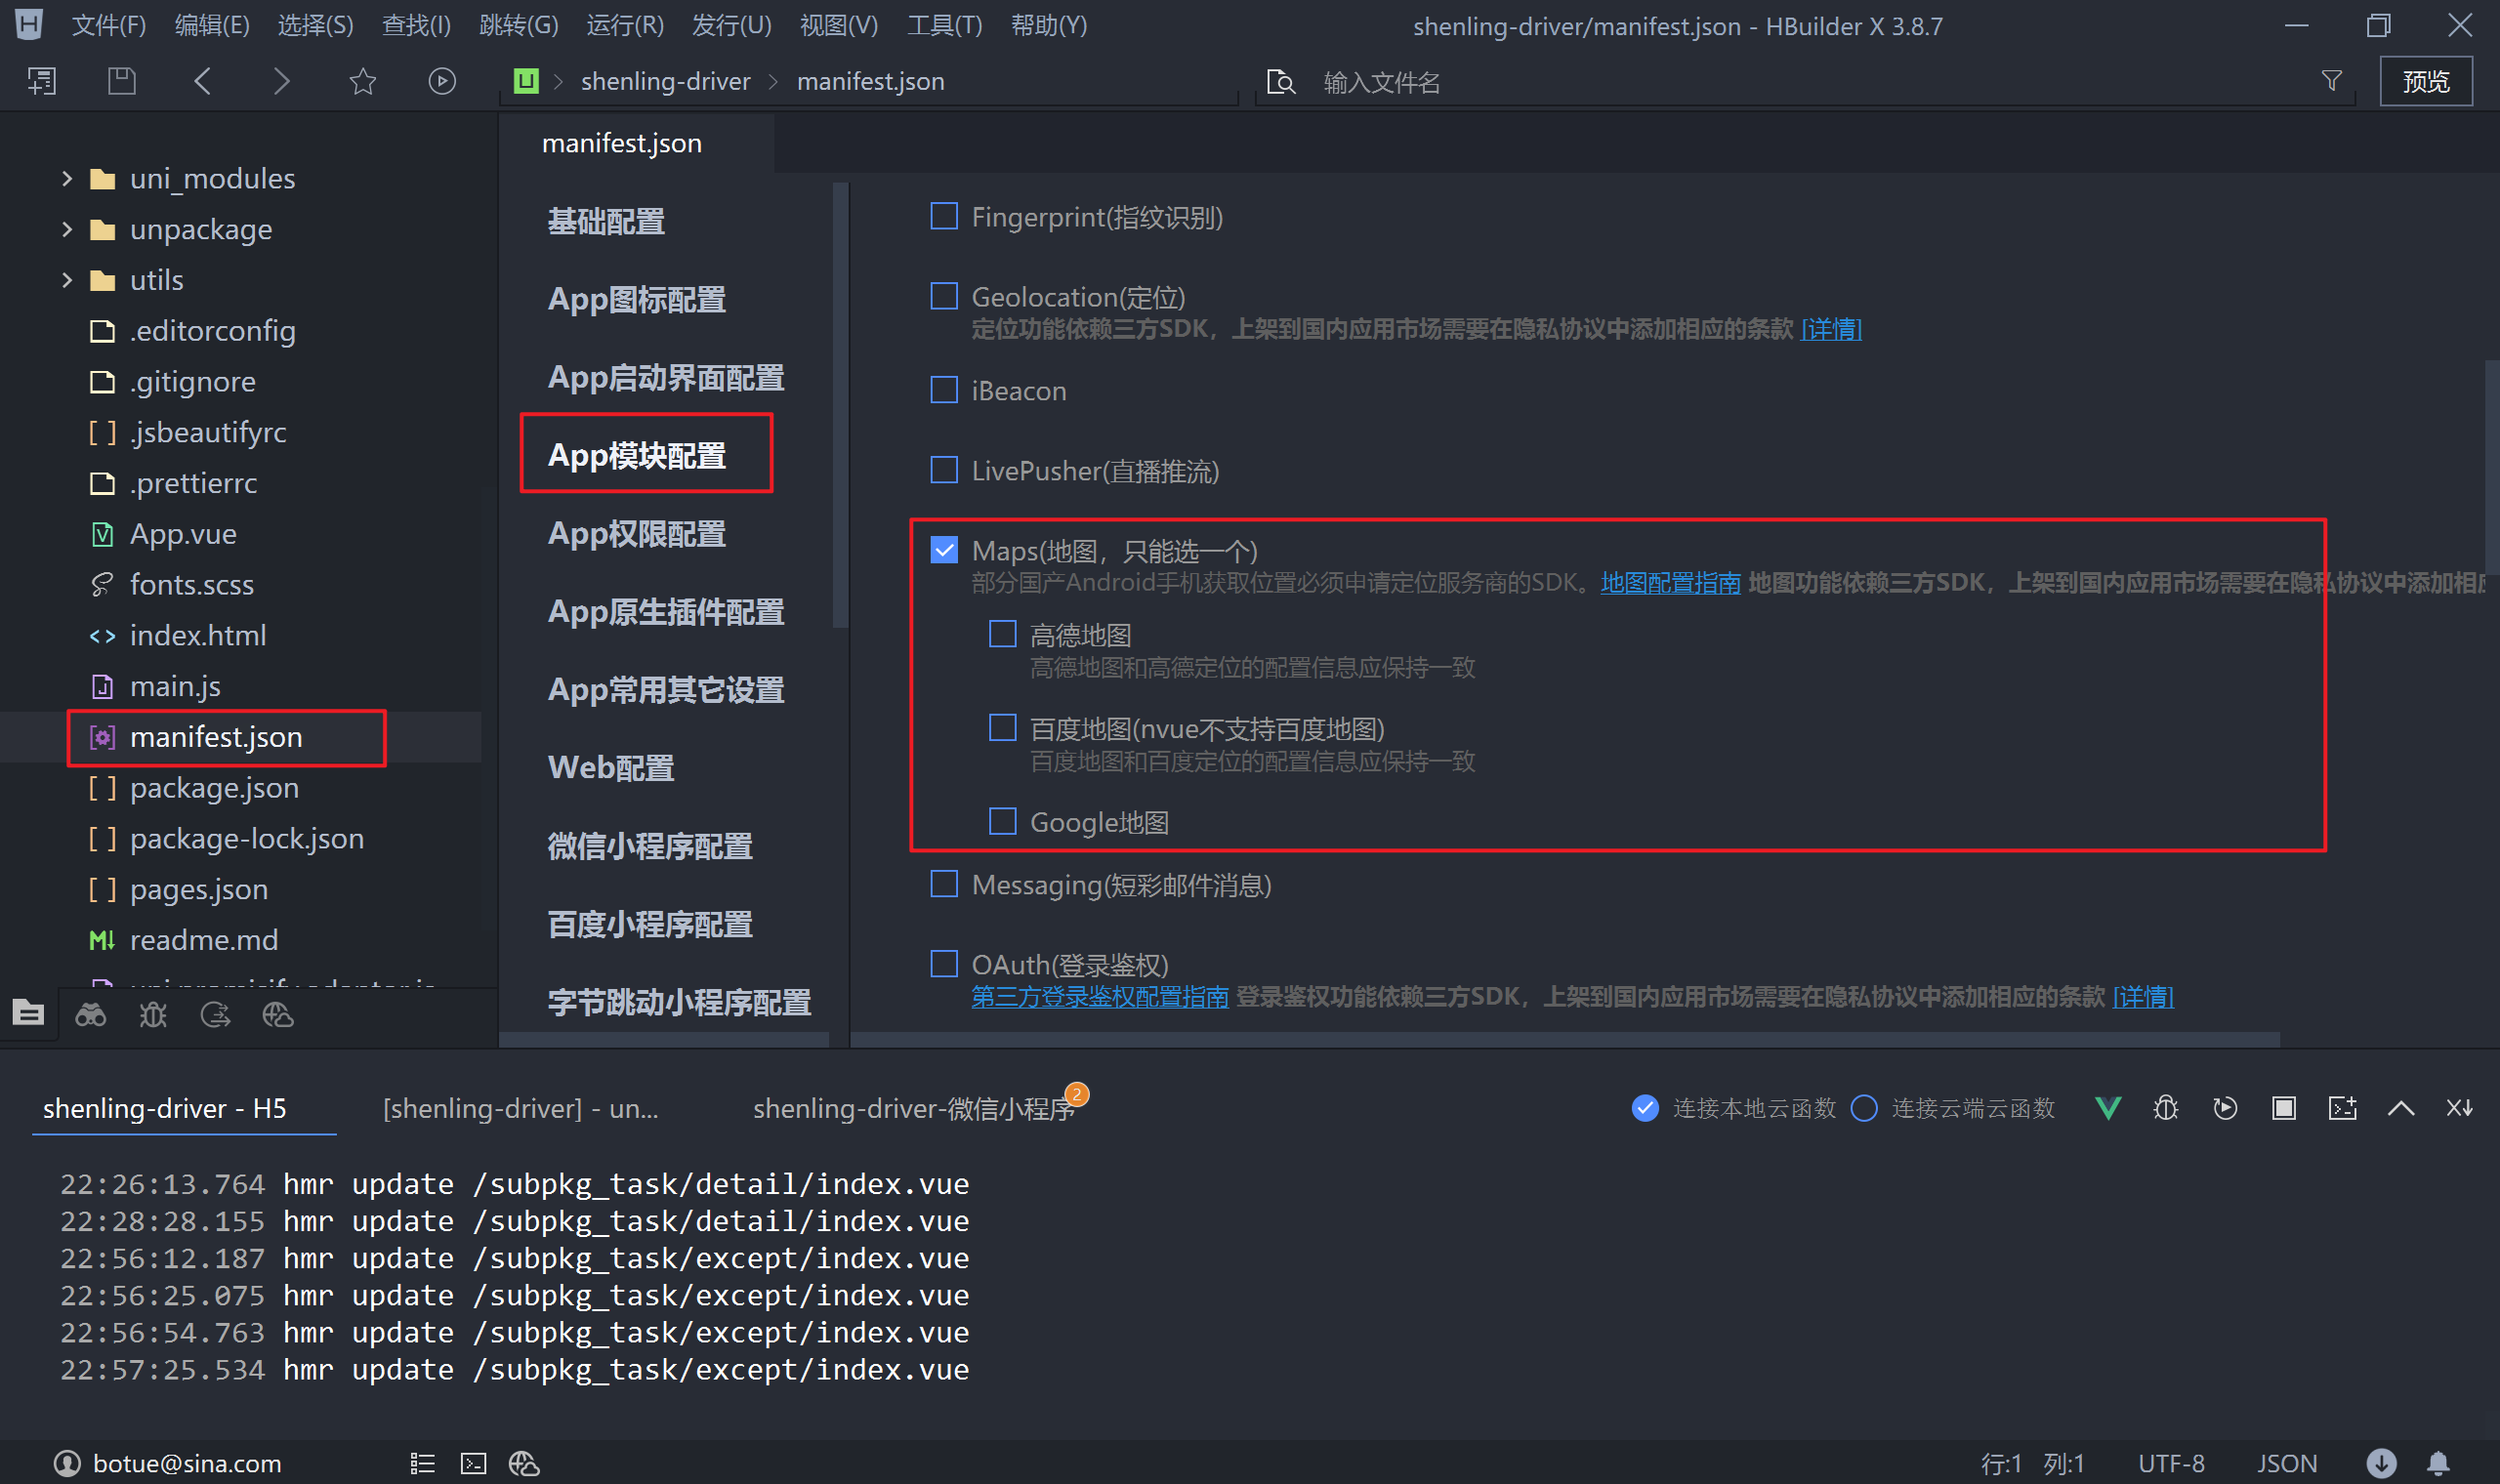 文件(F) 编辑(E) 选择(S) 查找(I) 跳转(G) 运行(R) 发行(U) 视图(V) 工具(T) 帮助(Y) shenling-driver/manifest.json - HBuilder X 3.8.7
shenling-driver manifest.json 输入文件名 预览
uni_modules
unpackage
utils
.editorconfig
.gitignore
.jsbeautifyrc
.prettierrc
App.vue
fonts.scss
index.html
main.js
manifest.json
package.json
package-lock.json
pages.json
readme.md
manifest.json
基础配置
App图标配置
App启动界面配置
App模块配置
App权限配置
App原生插件配置
App常用其它设置
Web配置
微信小程序配置
百度小程序配置
字节跳动小程序配置
Fingerprint(指纹识别)
Geolocation(定位)
定位功能依赖三方SDK，上架到国内应用市场需要在隐私协议中添加相应的条款 [详情]
iBeacon
LivePusher(直播推流)
Maps(地图，只能选一个)
部分国产Android手机获取位置必须申请定位服务商的SDK。地图配置指南 地图功能依赖三方SDK，上架到国内应用市场需要在隐私协议中添加相应
高德地图
高德地图和高德定位的配置信息应保持一致
百度地图(nvue不支持百度地图)
百度地图和百度定位的配置信息应保持一致
Google地图
Messaging(短彩邮件消息)
OAuth(登录鉴权)
第三方登录鉴权配置指南 登录鉴权功能依赖三方SDK，上架到国内应用市场需要在隐私协议中添加相应的条款 [详情]
shenling-driver - H5 [shenling-driver] - un... shenling-driver-微信小程序 2 连接本地云函数 连接云端云函数
22:26:13.764 hmr update /subpkg_task/detail/index.vue
22:28:28.155 hmr update /subpkg_task/detail/index.vue
22:56:12.187 hmr update /subpkg_task/except/index.vue
22:56:25.075 hmr update /subpkg_task/except/index.vue
22:56:54.763 hmr update /subpkg_task/except/index.vue
22:57:25.534 hmr update /subpkg_task/except/index.vue
botue@sina.com 行:1 列:1 UTF-8 JSON